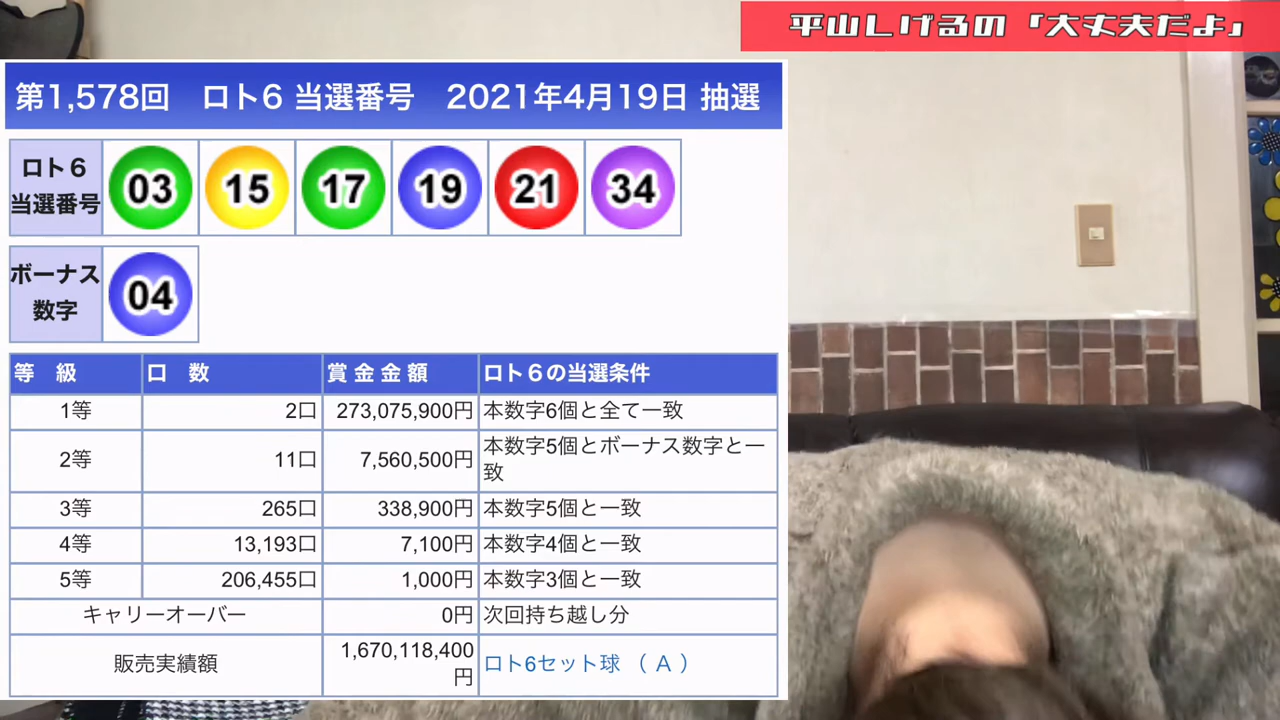 平山しげるの「大丈夫だよ」
第1,578回 ロト6 当選番号 2021年4月19日 抽選
ロト6
当選番号
03 15 17 19 21 34
ボーナス
数字
04
等 級 口 数 賞 金 金 額 ロト6の当選条件
1等 2口 273,075,900円 本数字6個と全て一致
2等 11口 7,560,500円 本数字5個とボーナス数字と一
致
3等 265口 338,900円 本数字5個と一致
4等 13,193口 7,100円 本数字4個と一致
5等 206,455口 1,000円 本数字3個と一致
キャリーオーバー 0円 次回持ち越し分
販売実績額 1,670,118,400
円 ロト6セット球 ( A )